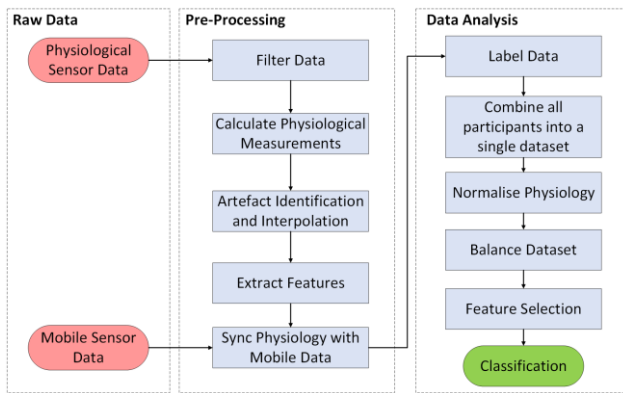 Raw Data
Physiological
Sensor Data
Mobile Sensor
Data
Pre-Processing
Filter Data
Calculate Physiological
Measurements
Artefact Identification
and Interpolation
Extract Features
Sync Physiology with
Mobile Data
Data Analysis
Label Data
Combine all
participants into a
single dataset
Normalise Physiology
Balance Dataset
Feature Selection
Classification